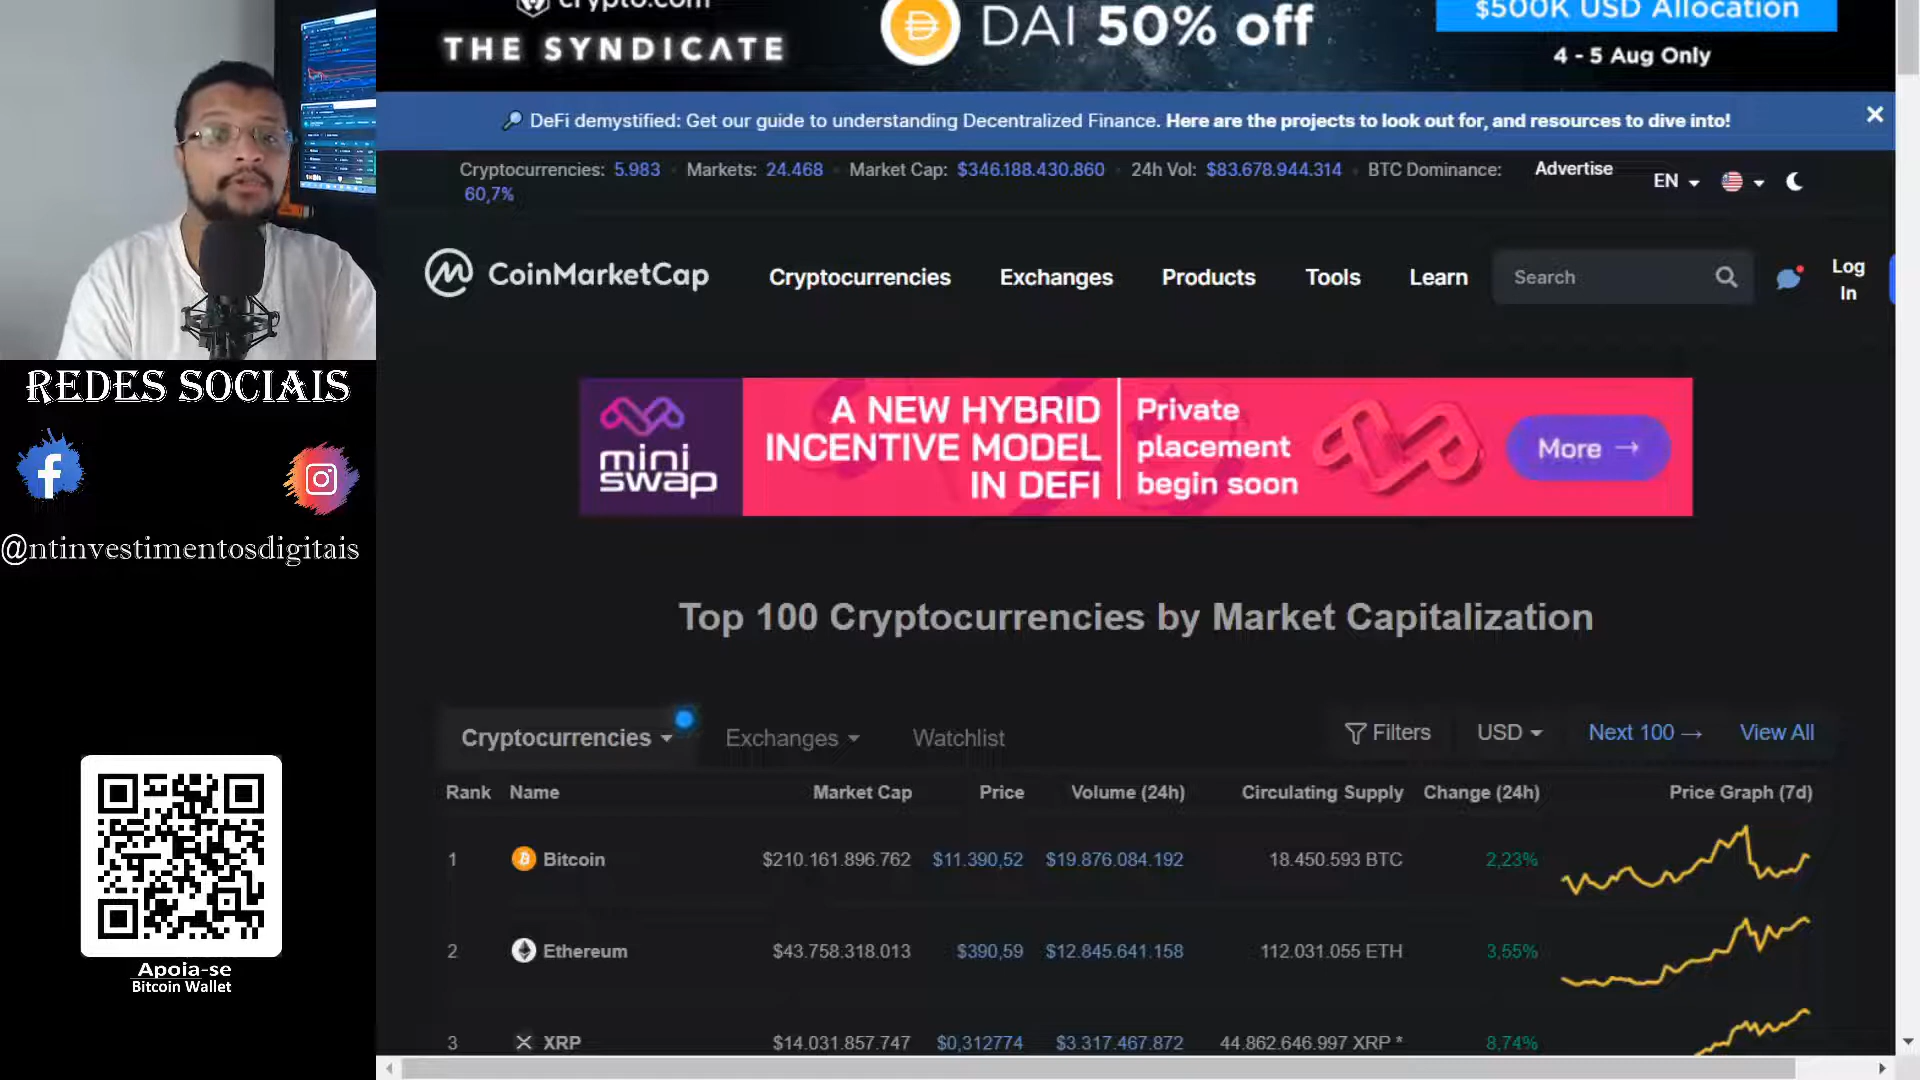 crypto.com
THE SYNDICATE
DAI 50% off
$500K USD Allocation
4 - 5 Aug Only
DeFi demystified: Get our guide to understanding Decentralized Finance. Here are the projects to look out for, and resources to dive into!
Cryptocurrencies: 5.983 Markets: 24.468 Market Cap: $346.188.430.860 24h Vol: $83.678.944.314 BTC Dominance:
60,7%
Advertise
EN
CoinMarketCap
Cryptocurrencies Exchanges Products Tools Learn
Search
Log
In
mini
swap
A NEW HYBRID
INCENTIVE MODEL
IN DEFI
Private
placement
begin soon
More →
Top 100 Cryptocurrencies by Market Capitalization
Cryptocurrencies Exchanges Watchlist
Filters USD Next 100 → View All
Rank Name Market Cap Price Volume (24h) Circulating Supply Change (24h) Price Graph (7d)
1 Bitcoin $210.161.896.762 $11.390,52 $19.876.084.192 18.450.593 BTC 2,23%
2 Ethereum $43.758.318.013 $390,59 $12.845.641.158 112.031.055 ETH 3,55%
3 XRP $14.031.857.747 $0,312774 $3.317.467.872 44.862.646.997 XRP * 8,74%
REDES SOCIAIS
@ntinvestimentosdigitais
Apoia-se
Bitcoin Wallet